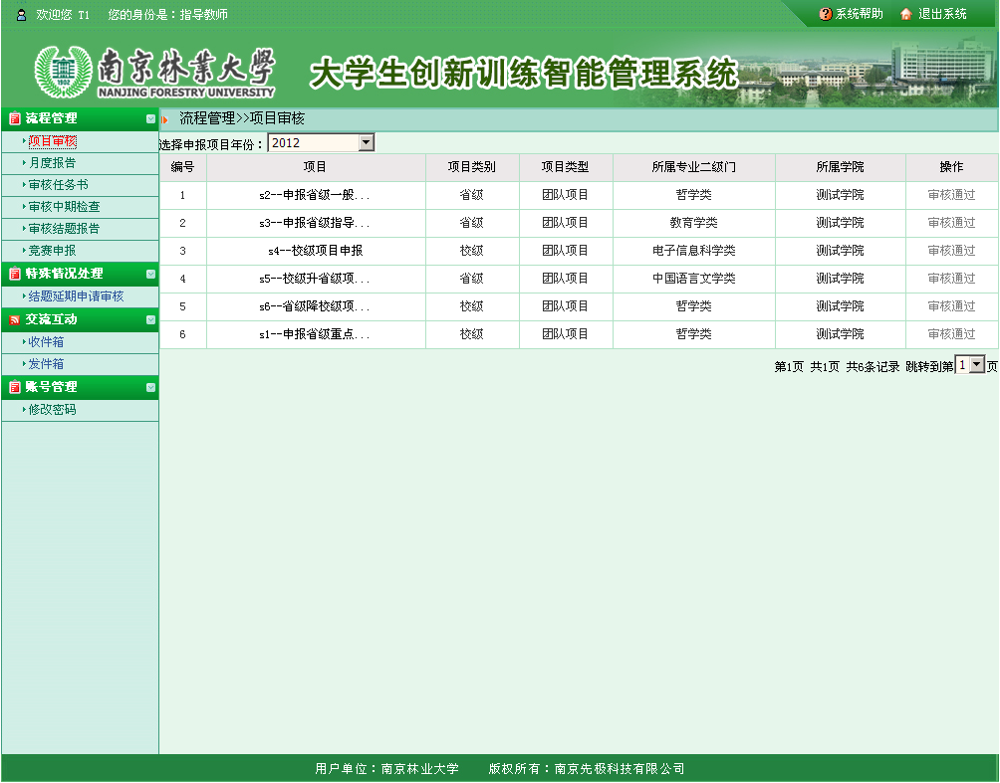 欢迎您 T1 您的身份是：指导教师 系统帮助 退出系统
南京林業大學
NANJING FORESTRY UNIVERSITY
1902
大学生创新训练智能管理系统
流程管理
项目审核
月度报告
审核任务书
审核中期检查
审核结题报告
竞赛申报
特殊情况处理
结题延期申请审核
交流互动
收件箱
发件箱
账号管理
修改密码
流程管理>>项目审核
选择申报项目年份： 2012
编号 项目 项目类别 项目类型 所属专业二级门 所属学院 操作
1 s2--申报省级一般... 省级 团队项目 哲学类 测试学院 审核通过
2 s3--申报省级指导... 省级 团队项目 教育学类 测试学院 审核通过
3 s4--校级项目申报 校级 团队项目 电子信息科学类 测试学院 审核通过
4 s5--校级升省级项... 省级 团队项目 中国语言文学类 测试学院 审核通过
5 s6--省级降校级项... 校级 团队项目 哲学类 测试学院 审核通过
6 s1--申报省级重点... 校级 团队项目 哲学类 测试学院 审核通过
第1页 共1页 共6条记录 跳转到第 1 页
用户单位：南京林业大学 版权所有：南京先极科技有限公司